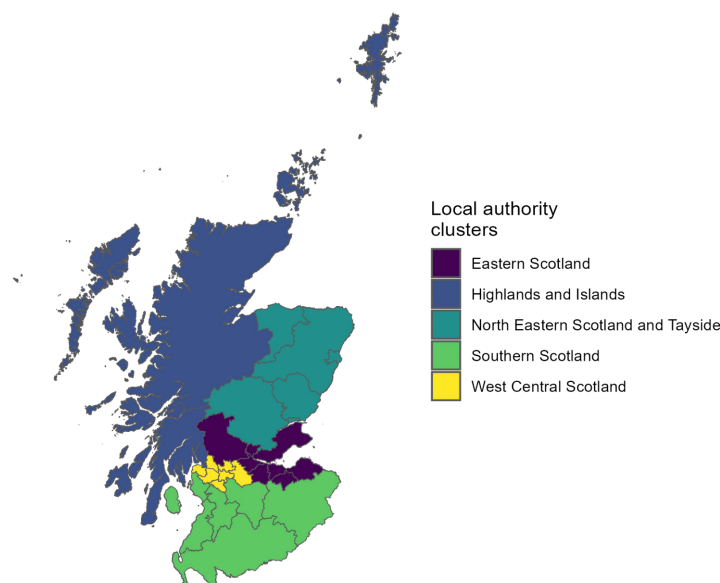 Local authority
clusters
Eastern Scotland
Highlands and Islands
North Eastern Scotland and Tayside
Southern Scotland
West Central Scotland